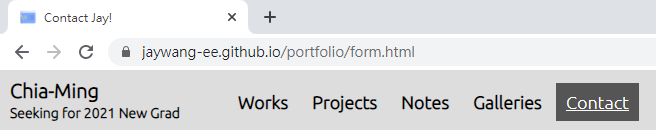 Contact Jay!
jaywang-ee.github.io/portfolio/form.html
Chia-Ming
Seeking for 2021 New Grad
Works Projects Notes Galleries Contact